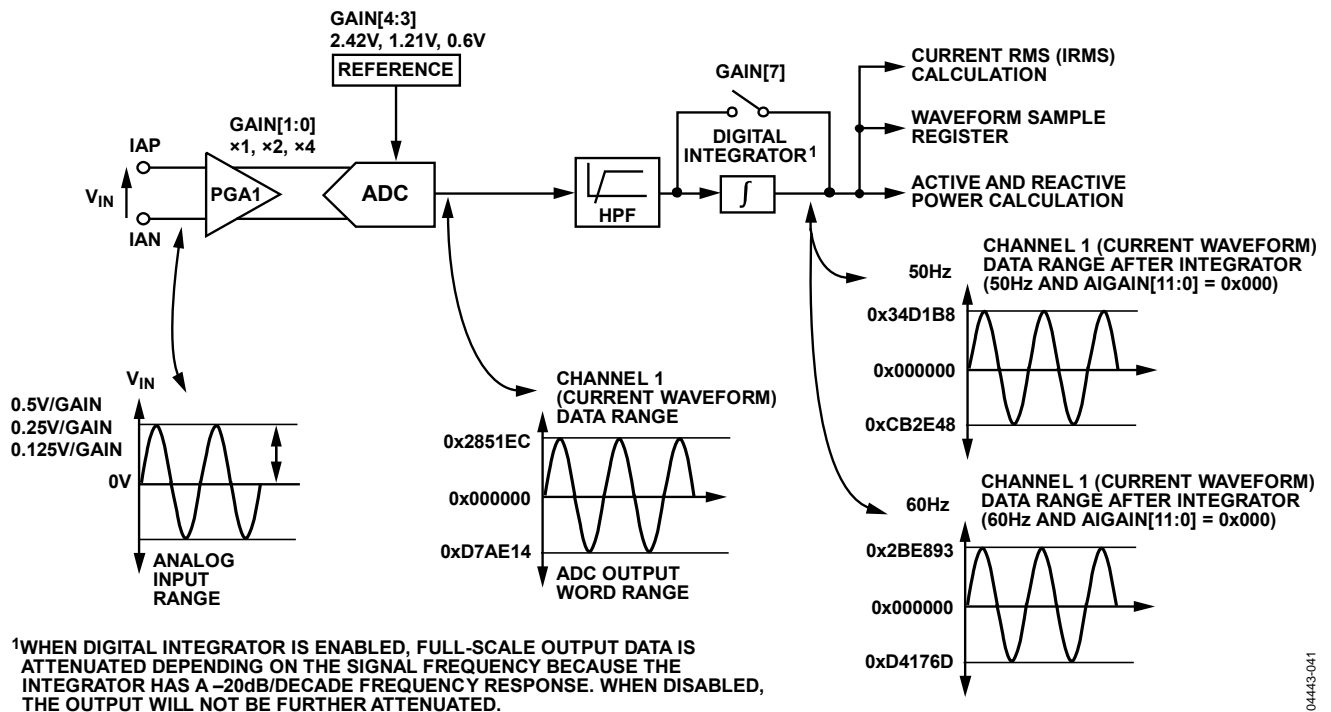 GAIN[4:3]
2.42V, 1.21V, 0.6V
REFERENCE
GAIN[1:0]
×1, ×2, ×4
IAP
V_IN
IAN
PGA1
ADC
HPF
GAIN[7]
DIGITAL
INTEGRATOR¹
∫
CURRENT RMS (IRMS)
CALCULATION
WAVEFORM SAMPLE
REGISTER
ACTIVE AND REACTIVE
POWER CALCULATION
V_IN
0.5V/GAIN
0.25V/GAIN
0.125V/GAIN
0V
ANALOG
INPUT
RANGE
CHANNEL 1
(CURRENT WAVEFORM)
DATA RANGE
0x2851EC
0x000000
0xD7AE14
ADC OUTPUT
WORD RANGE
50Hz
CHANNEL 1 (CURRENT WAVEFORM)
DATA RANGE AFTER INTEGRATOR
(50Hz AND AIGAIN[11:0] = 0x000)
0x34D1B8
0x000000
0xCB2E48
60Hz
CHANNEL 1 (CURRENT WAVEFORM)
DATA RANGE AFTER INTEGRATOR
(60Hz AND AIGAIN[11:0] = 0x000)
0x2BE893
0x000000
0xD4176D
¹WHEN DIGITAL INTEGRATOR IS ENABLED, FULL-SCALE OUTPUT DATA IS
ATTENUATED DEPENDING ON THE SIGNAL FREQUENCY BECAUSE THE
INTEGRATOR HAS A –20dB/DECADE FREQUENCY RESPONSE. WHEN DISABLED,
THE OUTPUT WILL NOT BE FURTHER ATTENUATED.
04443-041